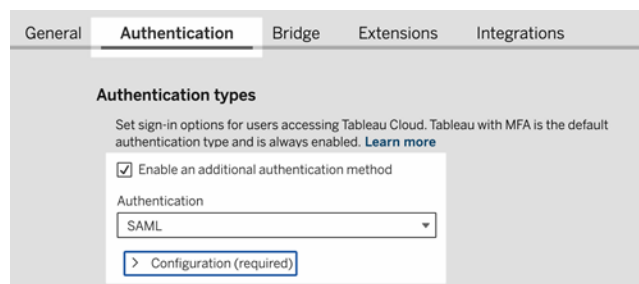 General Authentication Bridge Extensions Integrations
Authentication types
Set sign-in options for users accessing Tableau Cloud. Tableau with MFA is the default
authentication type and is always enabled. Learn more
Enable an additional authentication method
Authentication
SAML
Configuration (required)